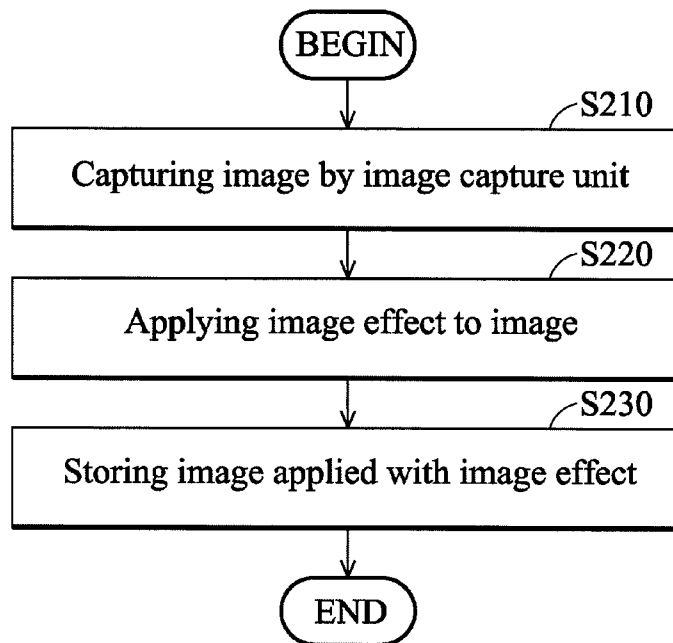 BEGIN
S210
Capturing image by image capture unit
S220
Applying image effect to image
S230
Storing image applied with image effect
END